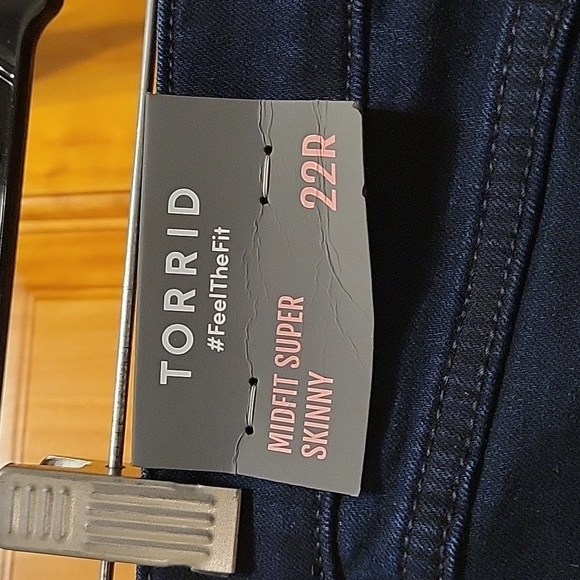 TORRID
#FeelTheFit
MIDFIT SUPER
SKINNY
22R